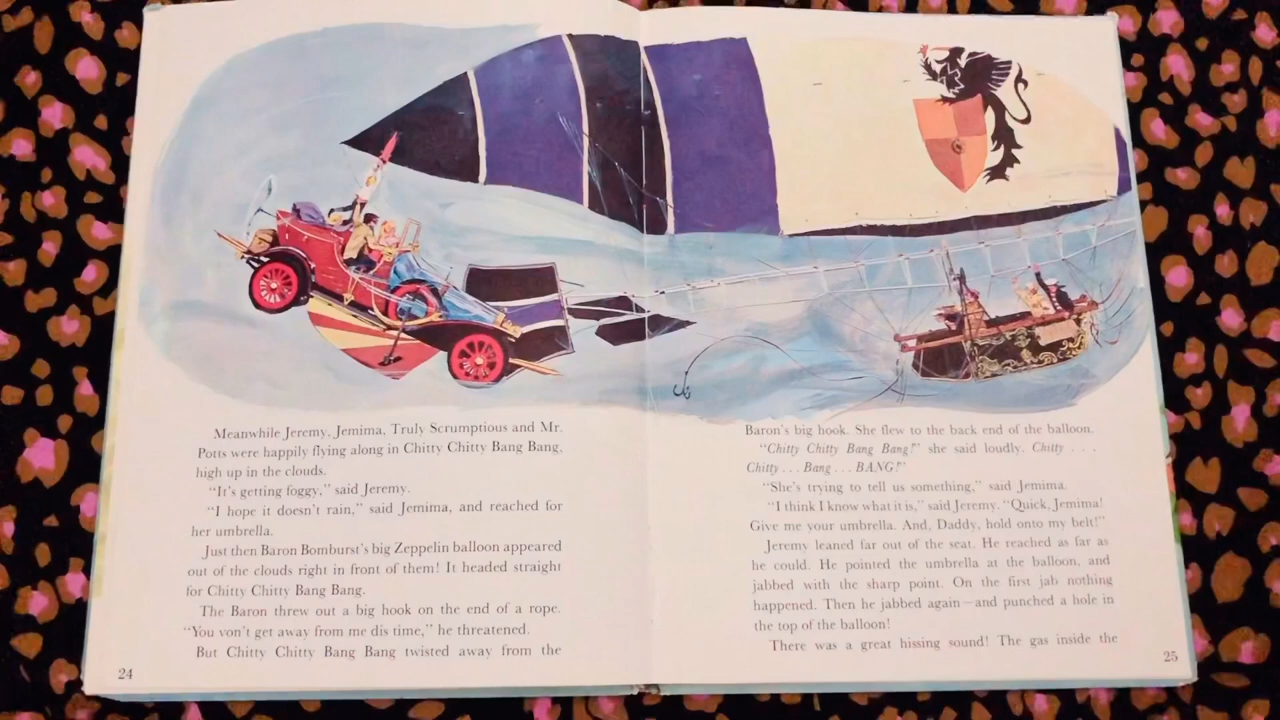 Meanwhile Jeremy, Jemima, Truly Scrumptious and Mr.
Potts were happily flying along in Chitty Chitty Bang Bang,
high up in the clouds.
"It's getting foggy," said Jeremy.
"I hope it doesn't rain," said Jemima, and reached for
her umbrella.
Just then Baron Bomburst's big Zeppelin balloon appeared
out of the clouds right in front of them! It headed straight
for Chitty Chitty Bang Bang.
The Baron threw out a big hook on the end of a rope.
"You von't get away from me dis time," he threatened.
But Chitty Chitty Bang Bang twisted away from the
24
Baron's big hook. She flew to the back end of the balloon.
"Chitty Chitty Bang Bang!" she said loudly. Chitty . . .
Chitty . . . Bang . . . BANG!"
"She's trying to tell us something," said Jemima.
"I think I know what it is," said Jeremy. "Quick, Jemima!
Give me your umbrella. And, Daddy, hold onto my belt!"
Jeremy leaned far out of the seat. He reached as far as
he could. He pointed the umbrella at the balloon, and
jabbed with the sharp point. On the first jab nothing
happened. Then he jabbed again—and punched a hole in
the top of the balloon!
There was a great hissing sound! The gas inside the
25